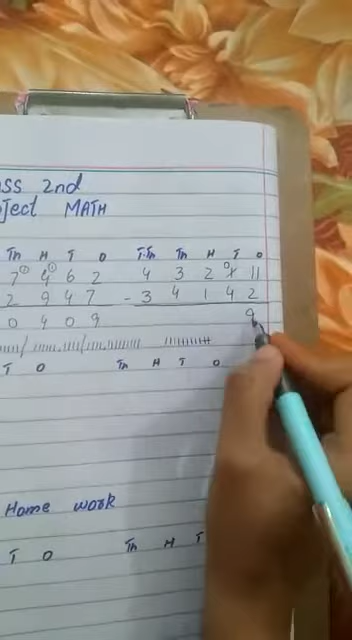 ss 2nd
ject MATH
Th H T O T.Th Th H T O
7 4 6 2 4 3 2 1 11
2 9 4 7 - 3 4 1 4 2
0 4 0 9 9
T O Th H T O
Home work
T O Th H T